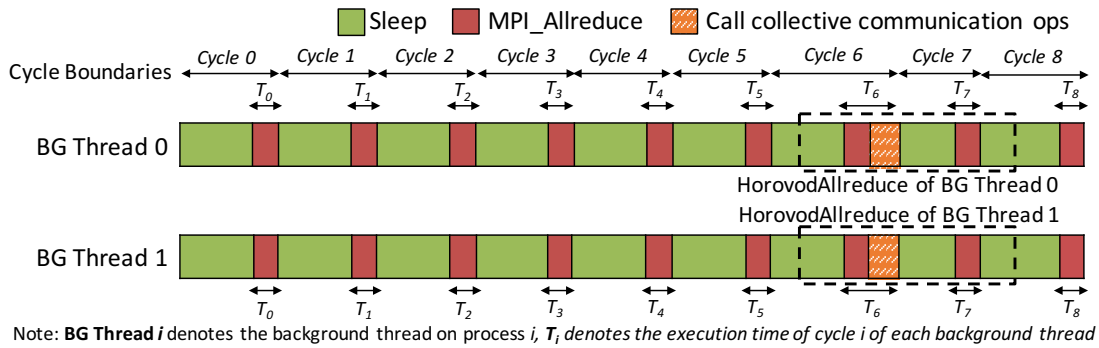 Sleep MPI_Allreduce Call collective communication ops
Cycle Boundaries Cycle 0 Cycle 1 Cycle 2 Cycle 3 Cycle 4 Cycle 5 Cycle 6 Cycle 7 Cycle 8
T0 T1 T2 T3 T4 T5 T6 T7 T8
BG Thread 0
HorovodAllreduce of BG Thread 0
HorovodAllreduce of BG Thread 1
BG Thread 1
T0 T1 T2 T3 T4 T5 T6 T7 T8
Note: BG Thread i denotes the background thread on process i, Ti denotes the execution time of cycle i of each background thread